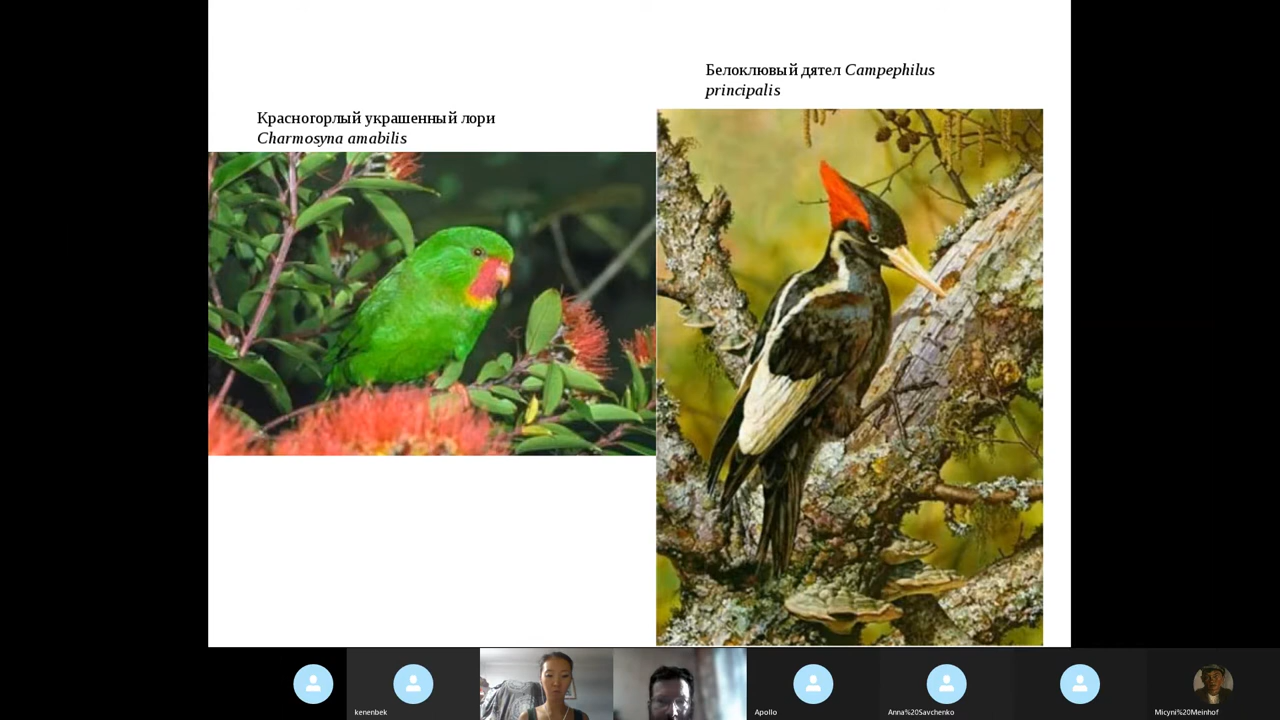 Белоклювый дятел Campephilus
principalis
Красногорлый украшенный лори
Charmosyna amabilis
kenenbek
Apollo
Anna%20Savchenko
Micyni%20Meinhof